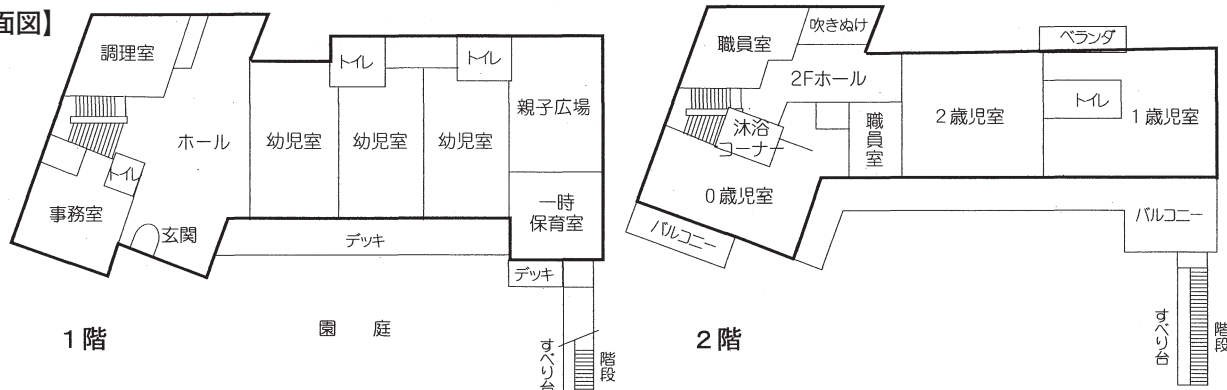 面図】
調理室
トイレ
トイレ
親子広場
ホール
幼児室
幼児室
幼児室
トイレ
事務室
玄関
一時
保育室
デッキ
デッキ
園庭
1階
すべり台
階段
吹きぬけ
職員室
ベランダ
2Fホール
トイレ
2歳児室
1歳児室
沐浴
コーナー
職員室
0歳児室
バルコニー
バルコニー
2階
すべり台
階段